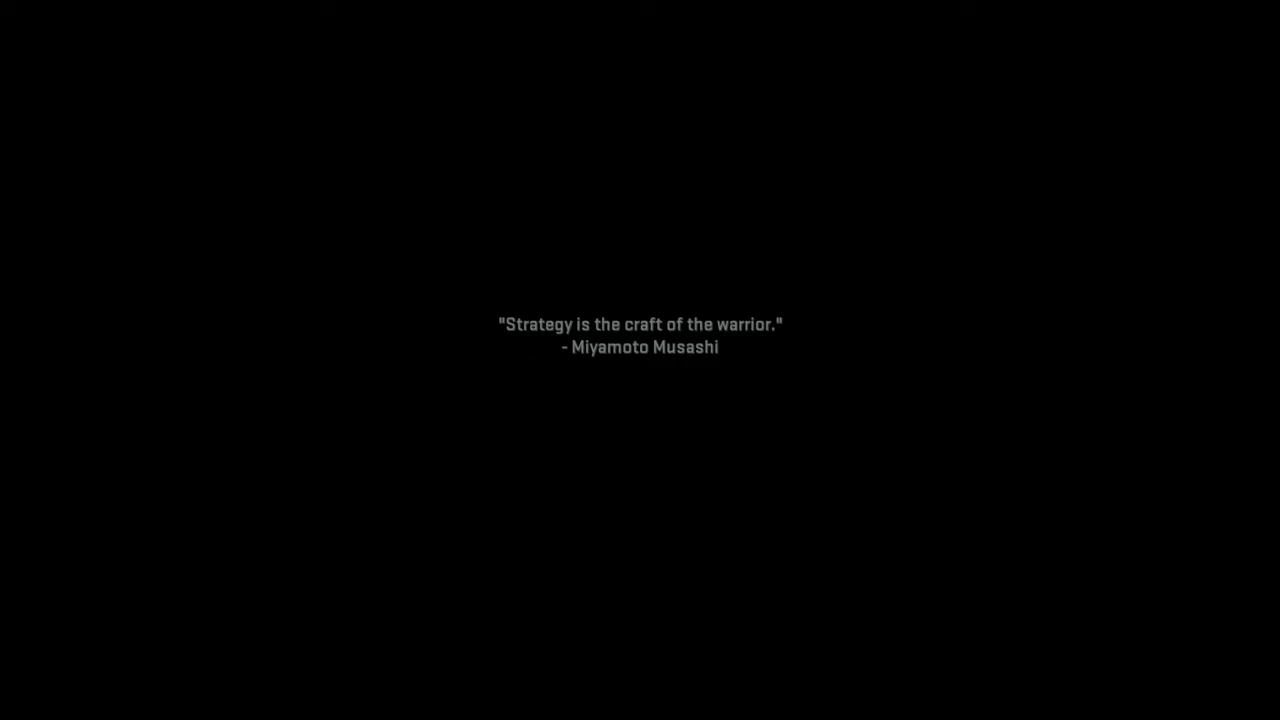 "Strategy is the craft of the warrior."
- Miyamoto Musashi